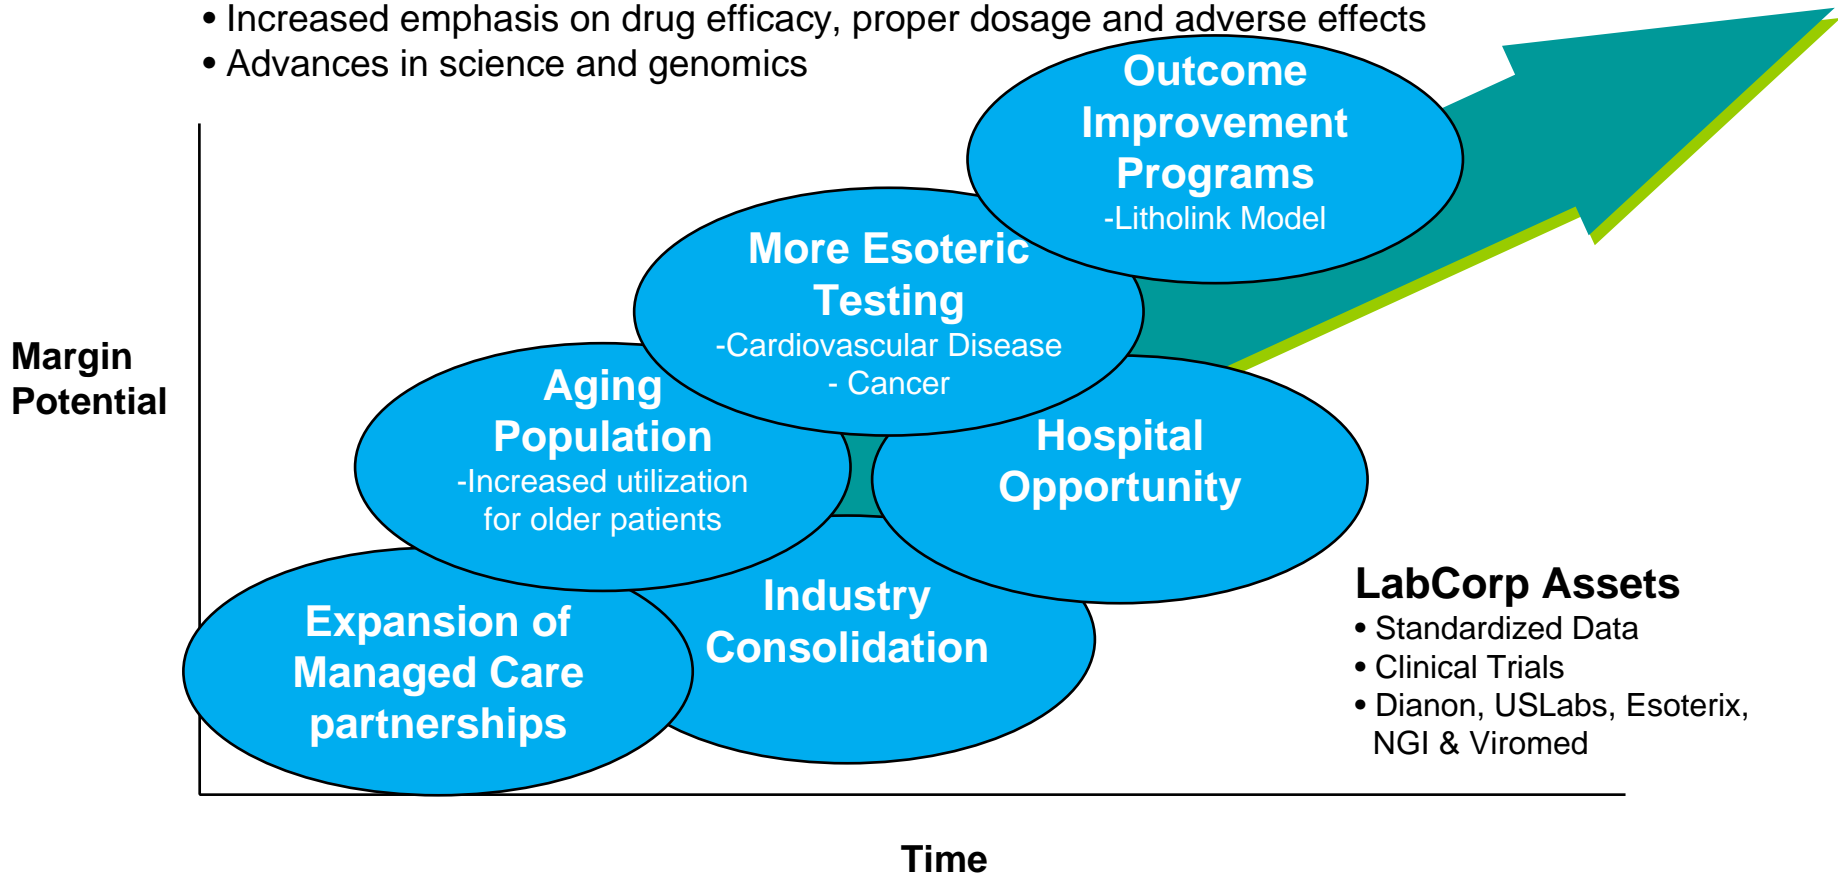 • Increased emphasis on drug efficacy, proper dosage and adverse effects
• Advances in science and genomics
Outcome
Improvement
Programs
-Litholink Model
More Esoteric
Testing
-Cardiovascular Disease
- Cancer
Margin
Potential
Aging
Population
-Increased utilization
for older patients
Hospital
Opportunity
Expansion of
Managed Care
partnerships
Industry
Consolidation
LabCorp Assets
• Standardized Data
• Clinical Trials
• Dianon, USLabs, Esoterix,
NGI & Viromed
Time